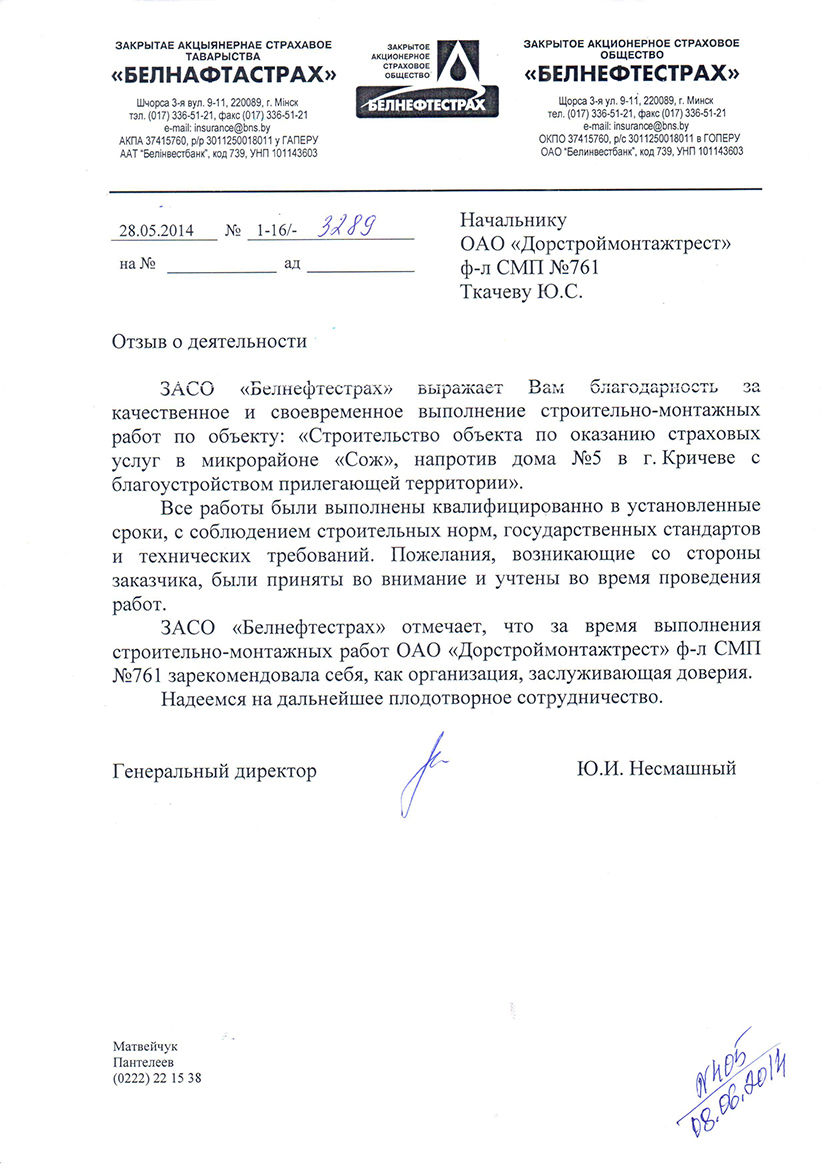 ЗАКРЫТАЕ АКЦЫЯНЕРНАЕ СТРАХАВОЕ
ТАВАРЫСТВА
«БЕЛНАФТАСТРАХ»
Шчорса 3-я вул. 9-11, 220089, г. Мінск
тэл. (017) 336-51-21, факс (017) 336-51-21
e-mail: insurance@bns.by
АКПА 37415760, р/р 3011250018011 у ГАПЕРУ
ААТ "Белінвестбанк", код 739, УНП 101143603
ЗАКРЫТОЕ
АКЦИОНЕРНОЕ
СТРАХОВОЕ
ОБЩЕСТВО
БЕЛНЕФТЕСТРАХ
ЗАКРЫТОЕ АКЦИОНЕРНОЕ СТРАХОВОЕ
ОБЩЕСТВО
«БЕЛНЕФТЕСТРАХ»
Щорса 3-я ул. 9-11, 220089, г. Минск
тел. (017) 336-51-21, факс (017) 336-51-21
e-mail: insurance@bns.by
ОКПО 37415760, р/с 3011250018011 в ГОПЕРУ
ОАО "Белинвестбанк", код 739, УНП 101143603
28.05.2014 № 1-16/- 3289
на № ад
Начальнику
ОАО «Дорстроймонтажтрест»
ф-л СМП №761
Ткачеву Ю.С.
Отзыв о деятельности
ЗАСО «Белнефтестрах» выражает Вам благодарность за
качественное и своевременное выполнение строительно-монтажных
работ по объекту: «Строительство объекта по оказанию страховых
услуг в микрорайоне «Сож», напротив дома №5 в г. Кричеве с
благоустройством прилегающей территории».
Все работы были выполнены квалифицированно в установленные
сроки, с соблюдением строительных норм, государственных стандартов
и технических требований. Пожелания, возникающие со стороны
заказчика, были приняты во внимание и учтены во время проведения
работ.
ЗАСО «Белнефтестрах» отмечает, что за время выполнения
строительно-монтажных работ ОАО «Дорстроймонтажтрест» ф-л СМП
№761 зарекомендовала себя, как организация, заслуживающая доверия.
Надеемся на дальнейшее плодотворное сотрудничество.
Генеральный директор Ю.И. Несмашный
Матвейчук
Пантелеев
(0222) 22 15 38
№405
08.06.2014